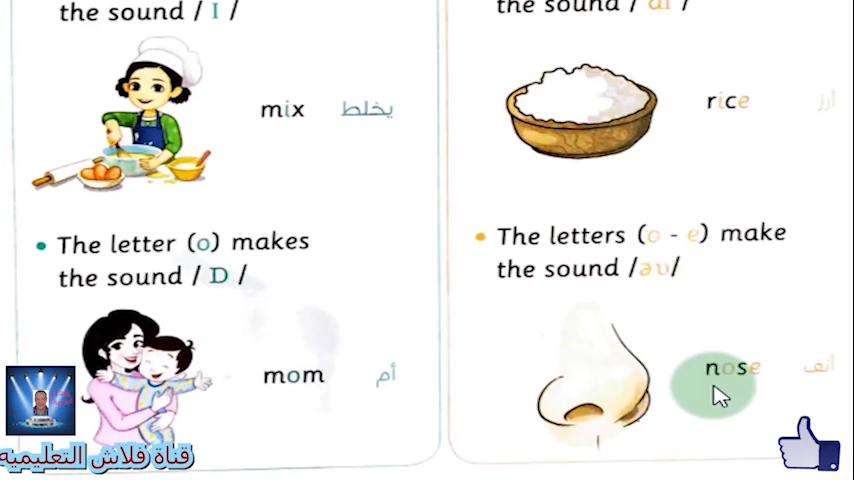 the sound / I /
mix يخلط
• The letter (o) makes
the sound / D /
mom أم
the sound / aI /
rice أرز
• The letters (o - e) make
the sound /əʊ/
nose أنف
قناة فلاش التعليميه